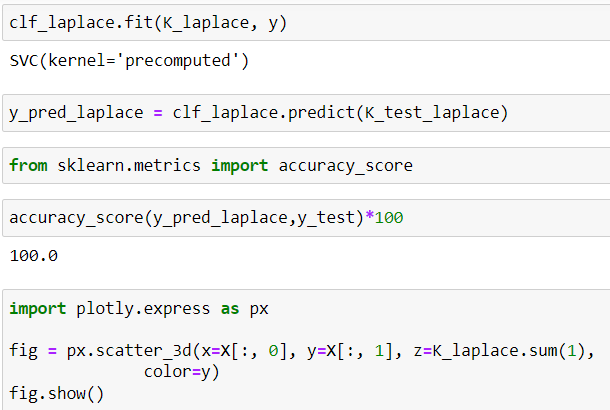 clf_laplace.fit(K_laplace, y)
SVC(kernel='precomputed')
y_pred_laplace = clf_laplace.predict(K_test_laplace)
from sklearn.metrics import accuracy_score
accuracy_score(y_pred_laplace,y_test)*100
100.0
import plotly.express as px
fig = px.scatter_3d(x=X[:, 0], y=X[:, 1], z=K_laplace.sum(1),
color=y)
fig.show()